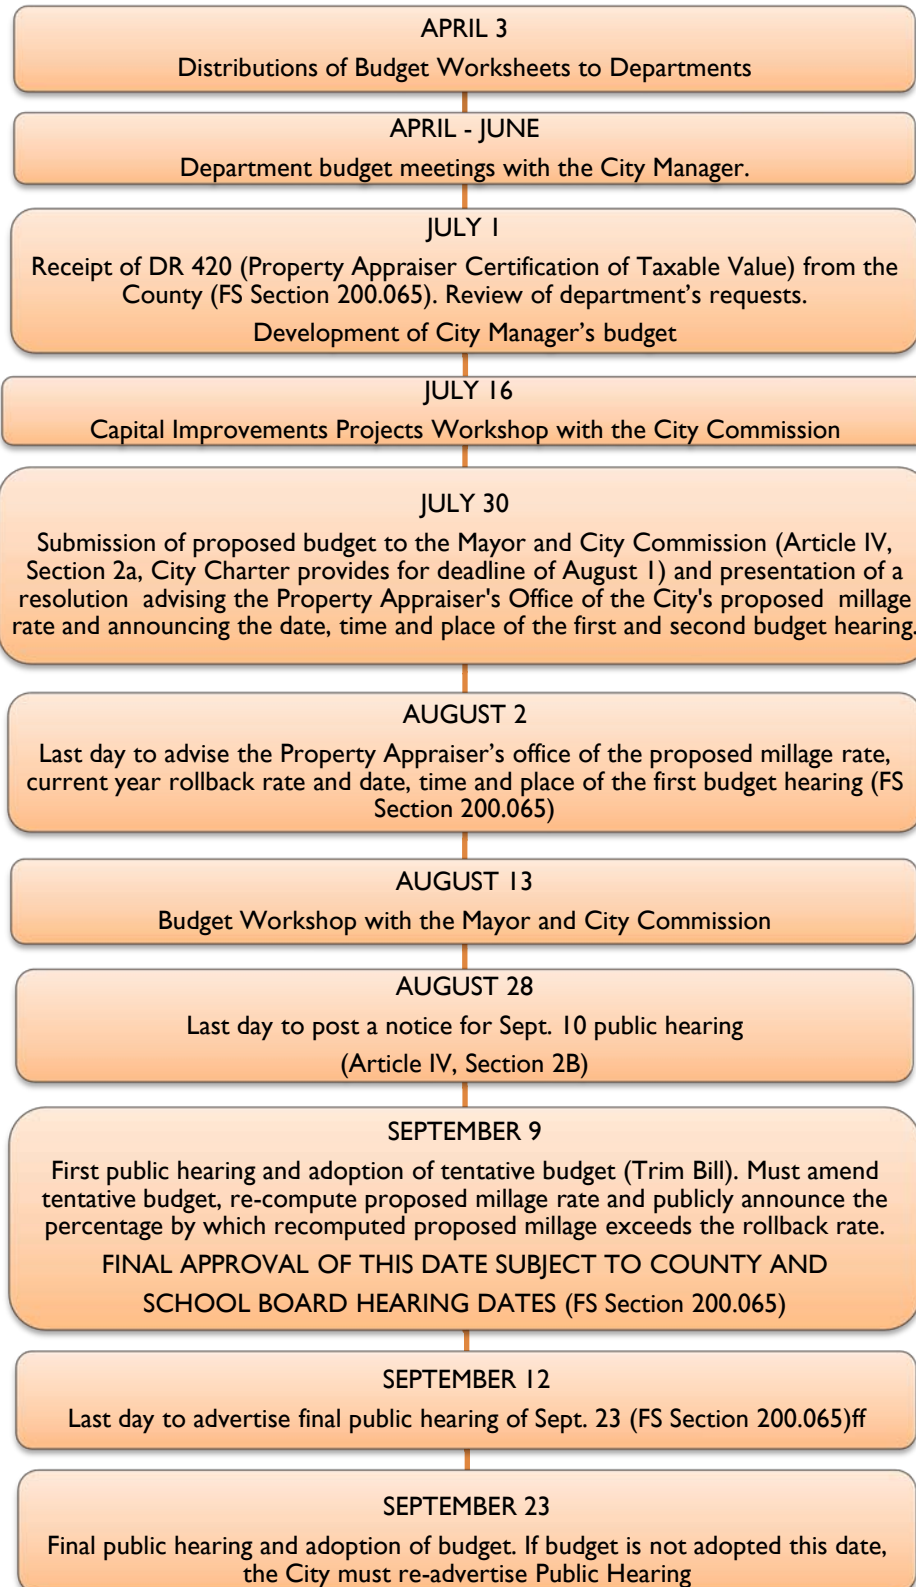 APRIL 3
Distributions of Budget Worksheets to Departments
APRIL - JUNE
Department budget meetings with the City Manager.
JULY 1
Receipt of DR 420 (Property Appraiser Certification of Taxable Value) from the
County (FS Section 200.065). Review of department’s requests.
Development of City Manager’s budget
JULY 16
Capital Improvements Projects Workshop with the City Commission
JULY 30
Submission of proposed budget to the Mayor and City Commission (Article IV,
Section 2a, City Charter provides for deadline of August 1) and presentation of a
resolution advising the Property Appraiser's Office of the City's proposed millage
rate and announcing the date, time and place of the first and second budget hearing.
AUGUST 2
Last day to advise the Property Appraiser’s office of the proposed millage rate,
current year rollback rate and date, time and place of the first budget hearing (FS
Section 200.065)
AUGUST 13
Budget Workshop with the Mayor and City Commission
AUGUST 28
Last day to post a notice for Sept. 10 public hearing
(Article IV, Section 2B)
SEPTEMBER 9
First public hearing and adoption of tentative budget (Trim Bill). Must amend
tentative budget, re-compute proposed millage rate and publicly announce the
percentage by which recomputed proposed millage exceeds the rollback rate.
FINAL APPROVAL OF THIS DATE SUBJECT TO COUNTY AND
SCHOOL BOARD HEARING DATES (FS Section 200.065)
SEPTEMBER 12
Last day to advertise final public hearing of Sept. 23 (FS Section 200.065)ff
SEPTEMBER 23
Final public hearing and adoption of budget. If budget is not adopted this date,
the City must re-advertise Public Hearing